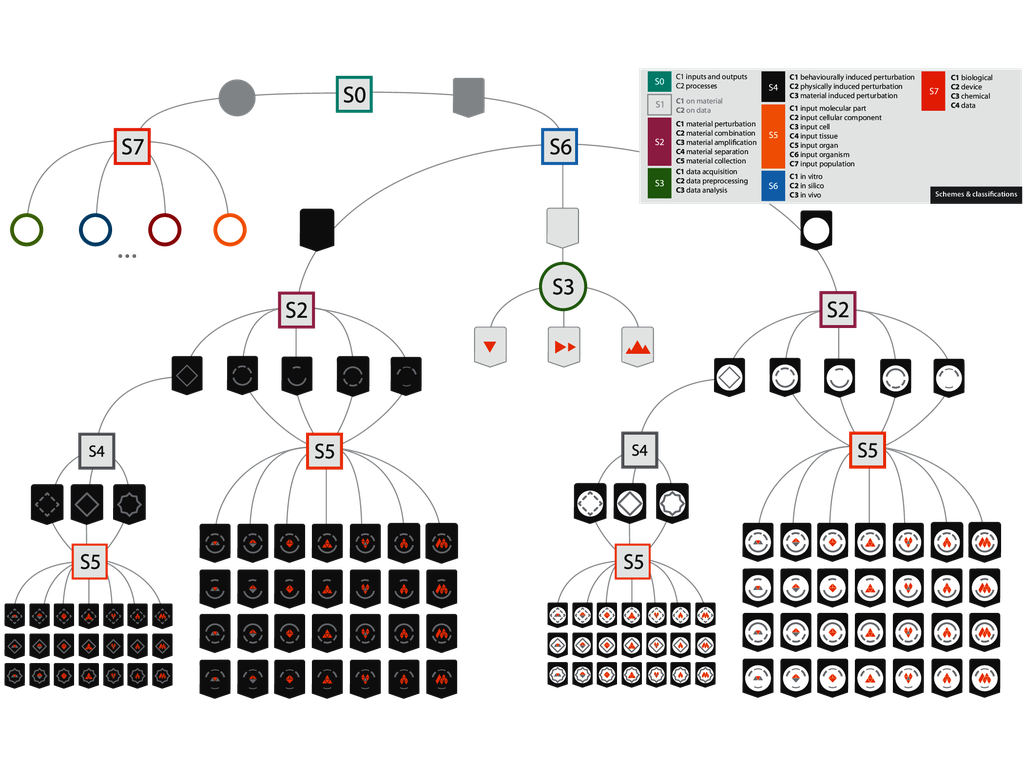 S0
S7
S6
S0
C1 inputs and outputs
C2 processes
S1
C1 on material
C2 on data
S2
C1 material perturbation
C2 material combination
C3 material amplification
C4 material separation
C5 material collection
S3
C1 data acquisition
C2 data preprocessing
C3 data analysis
S4
C1 behaviourally induced perturbation
C2 physically induced perturbation
C3 material induced perturbation
S5
C1 input molecular part
C2 input cellular component
C3 input cell
C4 input tissue
C5 input organ
C6 input organism
C7 input population
S6
C1 in vitro
C2 in silico
C3 in vivo
S7
C1 biological
C2 device
C3 chemical
C4 data
Schemes & classifications
...
S3
S2
S2
S4
S5
S4
S5
S5
S5